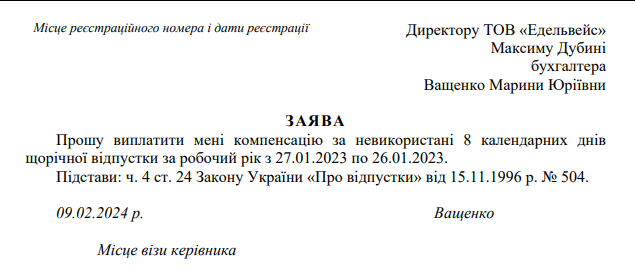 Місце реєстраційного номера і дати реєстрації
Директору ТОВ «Едельвейс»
Максиму Дубині
бухгалтера
Ващенко Марини Юріївни
ЗАЯВА
Прошу виплатити мені компенсацію за невикористані 8 календарних днів
щорічної відпустки за робочий рік з 27.01.2023 по 26.01.2023.
Підстави: ч. 4 ст. 24 Закону України «Про відпустки» від 15.11.1996 р. № 504.
09.02.2024 р. Ващенко
Місце візи керівника